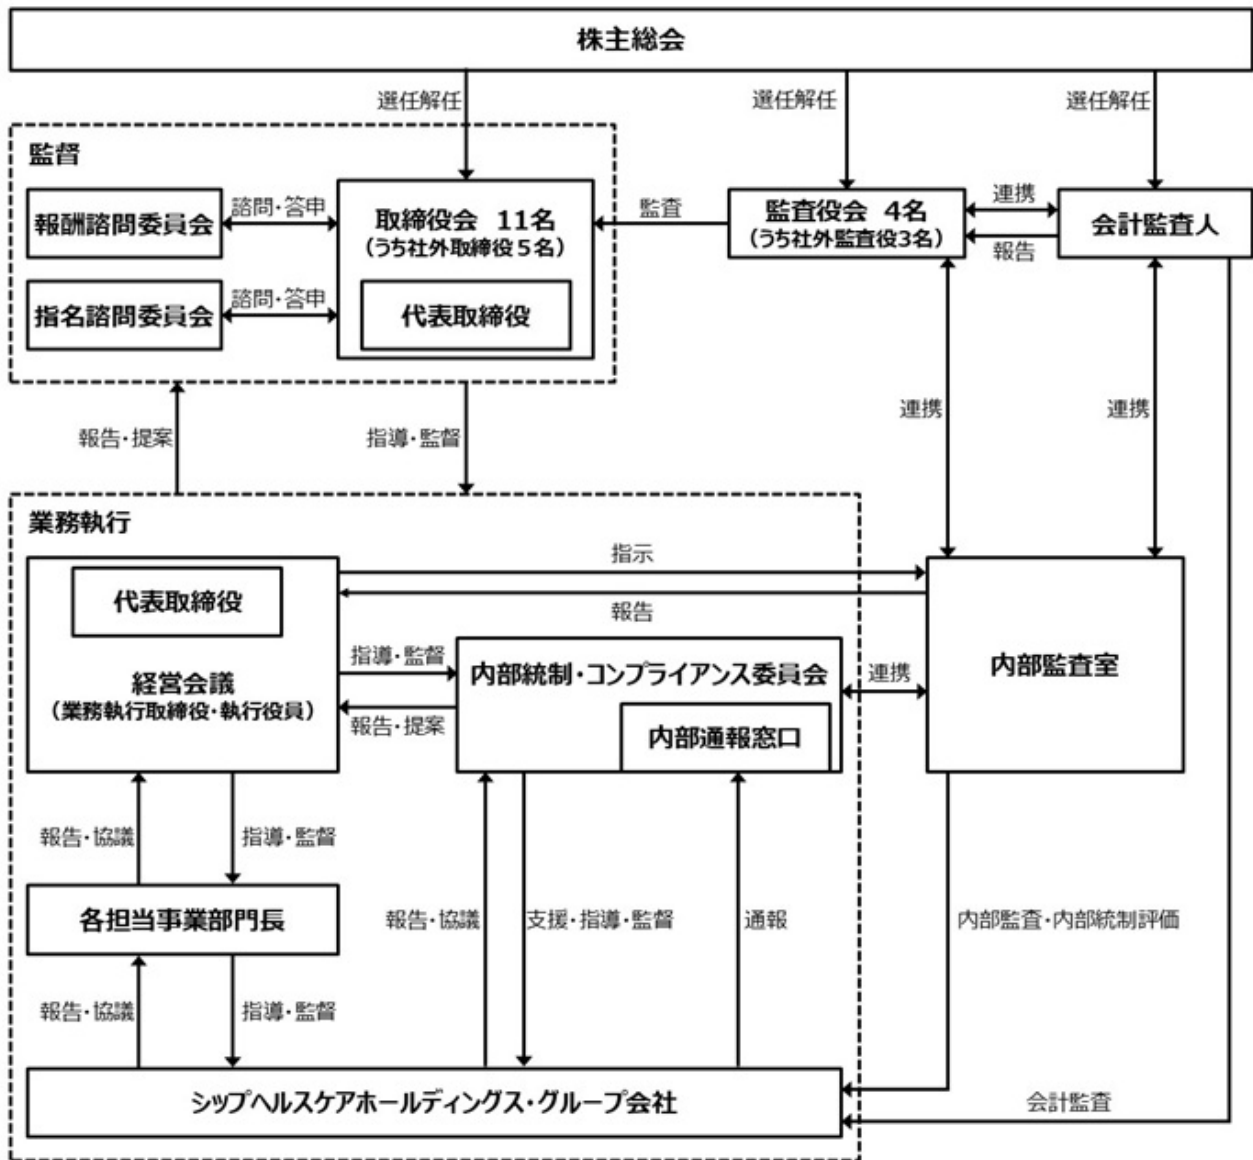 株主総会
選任解任
選任解任
選任解任
監督
報酬諮問委員会
諮問・答申
取締役会 11名
（うち社外取締役５名）
監査
監査役会 4名
（うち社外監査役３名）
連携
報告
会計監査人
指名諮問委員会
諮問・答申
代表取締役
報告・提案
指導・監督
連携
連携
業務執行
代表取締役
経営会議
（業務執行取締役・執行役員）
指示
報告
指導・監督
報告・提案
内部統制・コンプライアンス委員会
内部通報窓口
連携
内部監査室
報告・協議
指導・監督
各担当事業部門長
報告・協議
支援・指導・監督
通報
内部監査・内部統制評価
報告・協議
指導・監督
シップヘルスケアホールディングス・グループ会社
会計監査